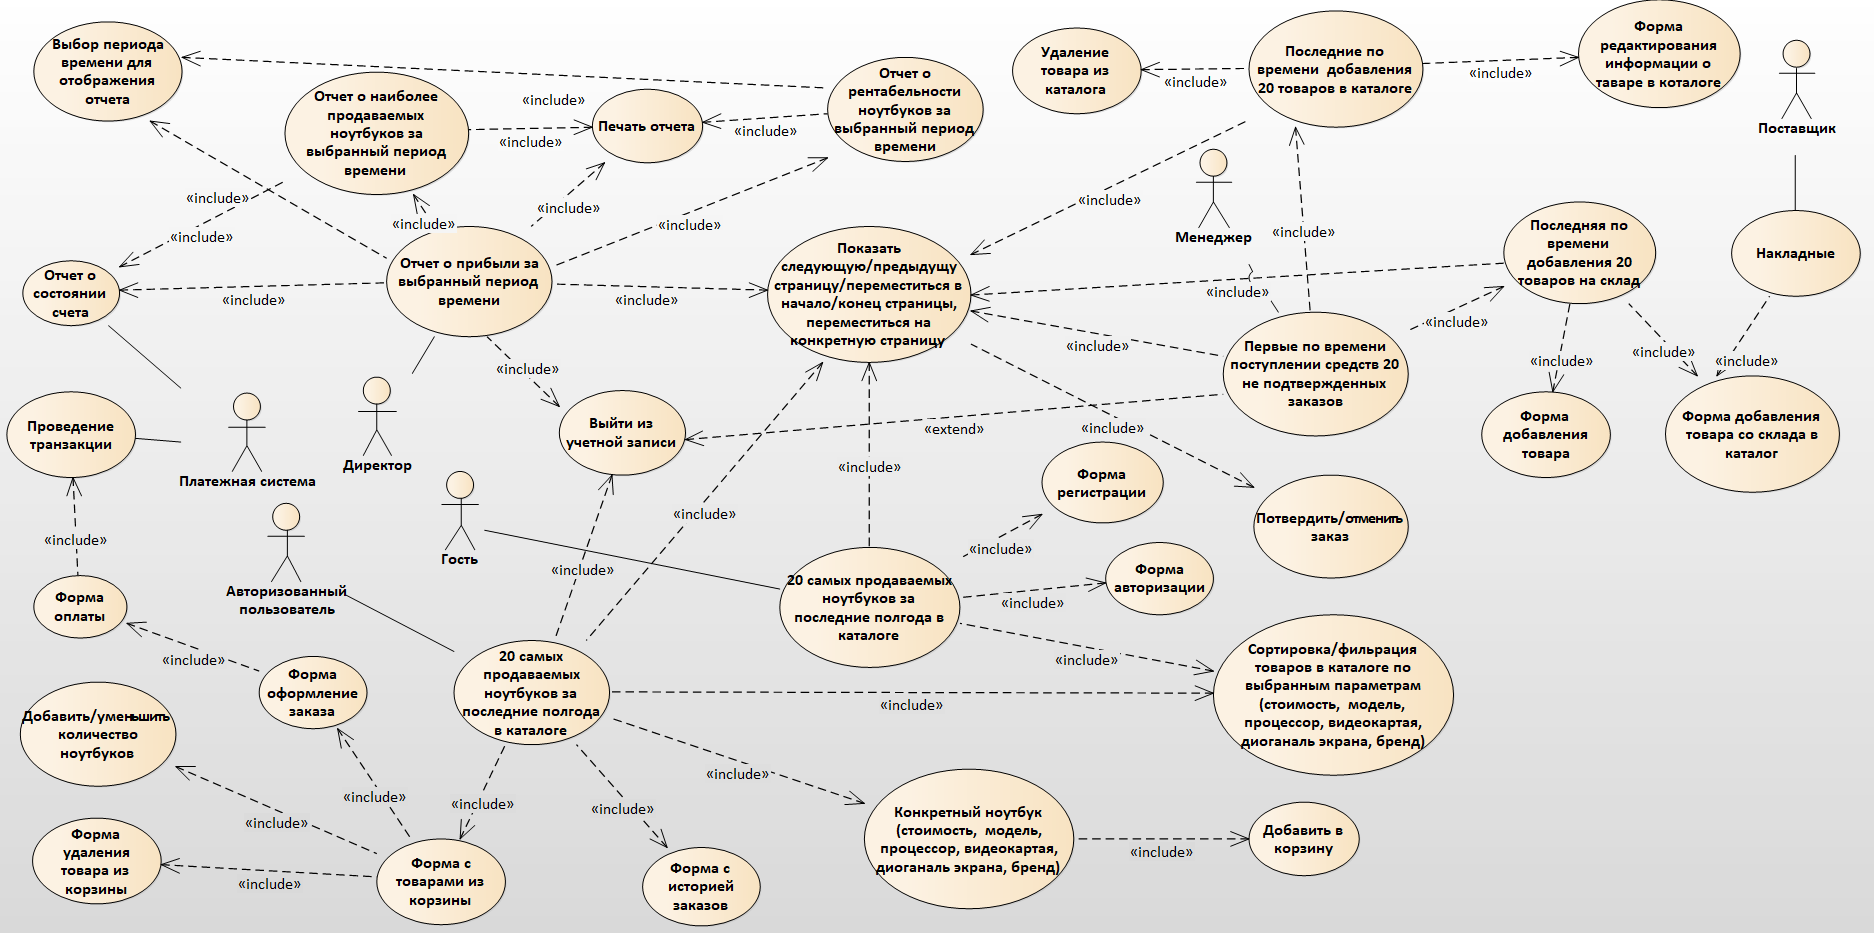 Выбор периода
времени для
отображения
отчета
Отчет о наиболее
продаваемых
ноутбуков за
выбранный период
времени
«include»
Печать отчета
«include»
«include»
Отчет о
рентабельности
ноутбуков за
выбранный период
времени
Удаление
товара из
каталога
«include»
Последние по
времени  добавления
20 товаров в каталоге
«include»
Форма
редактирования
информации о
таваре в коталоге
Поставщик
«include»
«include»
«include»
«include»
«include»
«include»
Менеджер
«include»
Отчет о
состоянии
счета
«include»
Отчет о прибыли за
выбранный период
времени
«include»
Показать
следующую/предыдущу
страницу/переместиться в
начало/конец страницы,
переместиться на
конкретную страницу
«include»
«include»
Первые по времени
поступлении средств 20
не подтвержденных
заказов
«include»
Последняя по
времени
добавления 20
товаров на склад
Накладные
«include»
«include»
«include»
Форма
добавления
товара
Форма добавления
товара со склада в
каталог
«include»
Выйти из
учетной записи
«extend»
«include»
Проведение
транзакции
Платежная система
Директор
Гость
«include»
«include»
Форма
регистрации
«include»
Потвердить/отменить
заказ
«include»
«include»
Авторизованный
пользователь
Форма
оплаты
20 самых продаваемых
ноутбуков за
последние полгода в
каталоге
Форма
авторизации
«include»
«include»
Сортировка/фильрация
товаров в каталоге по
выбранным параметрам
(стоимость,  модель,
процессор, видеокартая,
диоганаль экрана, бренд)
«include»
Форма
оформление
заказа
20 самых
продаваемых
ноутбуков за
последние полгода
в каталоге
«include»
Добавить/уменьшить
количество
ноутбуков
«include»
«include»
«include»
«include»
«include»
Форма
удаления
товара из
корзины
«include»
Форма с
товарами из
корзины
Форма с
историей
заказов
Конкретный ноутбук
(стоимость,  модель,
процессор, видеокартая,
диоганаль экрана, бренд)
«include»
Добавить в
корзину